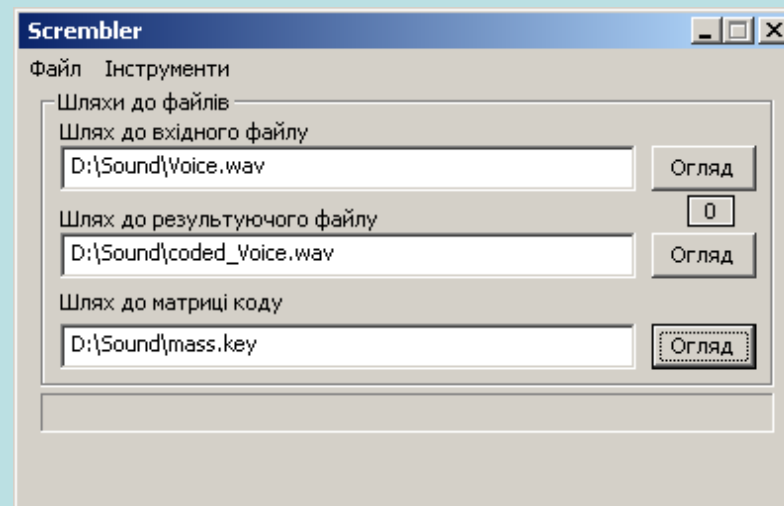 Scrembler
Файл Інструменти
Шляхи до файлів
Шлях до вхідного файлу
D:\Sound\Voice.wav Огляд
0
Шлях до результуючого файлу
D:\Sound\coded_Voice.wav Огляд
Шлях до матриці коду
D:\Sound\mass.key Огляд